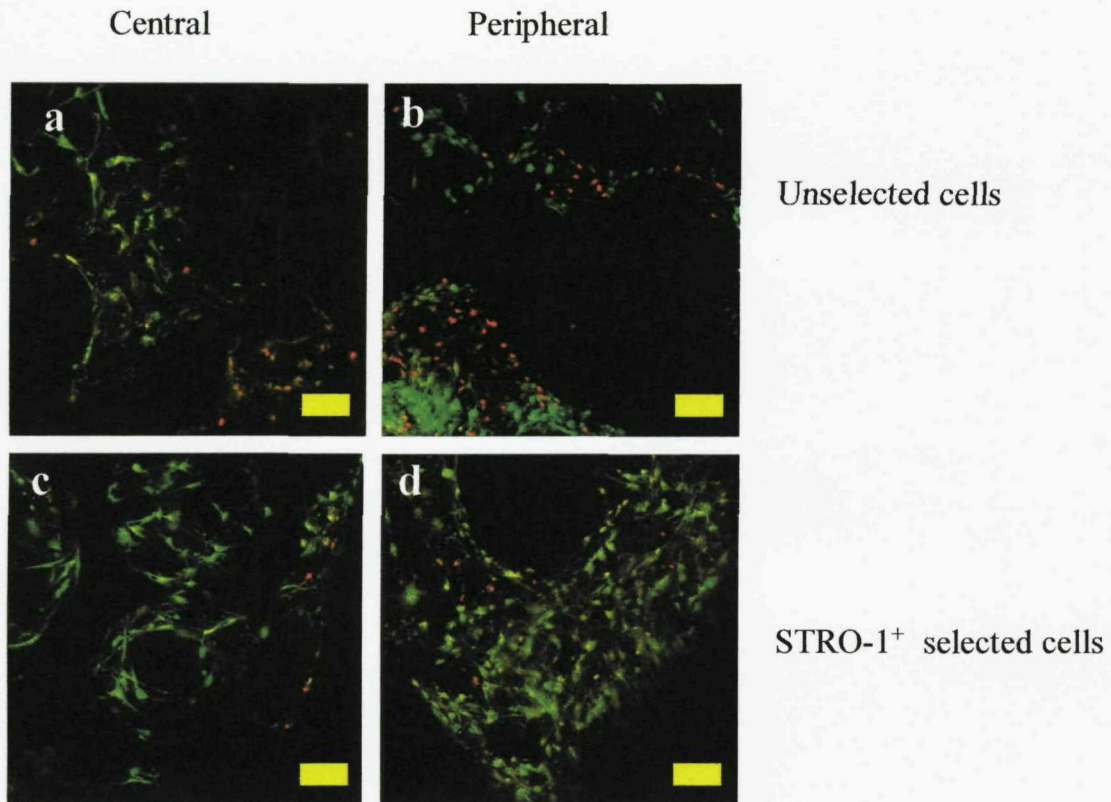 Central
Peripheral
a
b
Unselected cells
c
d
STRO-1⁺ selected cells